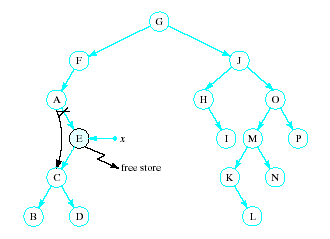 G
F J
A H O
E x I M P
C free store K N
B D L